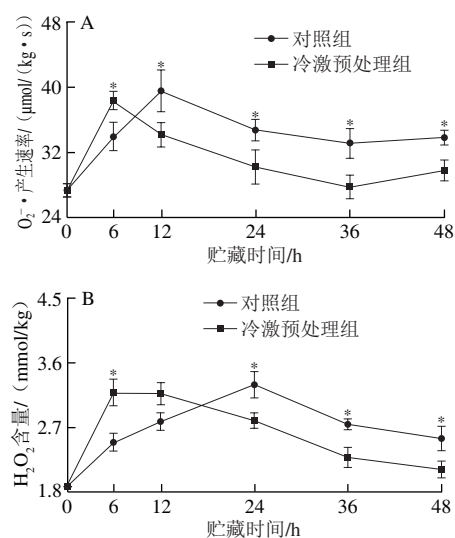 48
A
对照组
冷激预处理组
40
32
24
O₂⁻·产生速率/（μmol/（kg·s））
* * * * *
0 6 12 24 36 48
贮藏时间/h
4.5
B
对照组
冷激预处理组
3.6
2.7
1.8
H₂O₂含量/（mmol/kg）
* * * *
0 6 12 24 36 48
贮藏时间/h